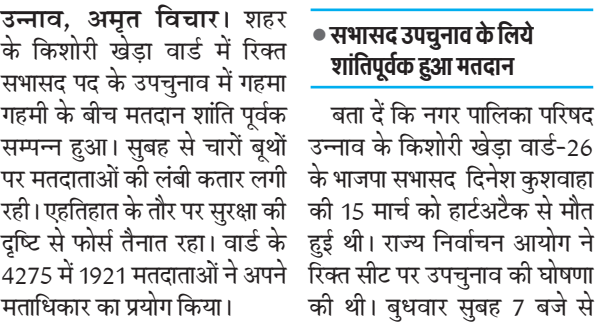 उन्नाव, अमृत विचार। शहर
के किशोरी खेड़ा वार्ड में रिक्त
सभासद पद के उपचुनाव में गहमा
गहमी के बीच मतदान शांति पूर्वक
सम्पन्न हुआ। सुबह से चारों बूथों
पर मतदाताओं की लंबी कतार लगी
रही। एहतिहात के तौर पर सुरक्षा की
दृष्टि से फोर्स तैनात रहा। वार्ड के
4275 में 1921 मतदाताओं ने अपने
मताधिकार का प्रयोग किया।
● सभासद उपचुनाव के लिये
शांतिपूर्वक हुआ मतदान
बता दें कि नगर पालिका परिषद
उन्नाव के किशोरी खेड़ा वार्ड-26
के भाजपा सभासद दिनेश कुशवाहा
की 15 मार्च को हार्टअटैक से मौत
हुई थी। राज्य निर्वाचन आयोग ने
रिक्त सीट पर उपचुनाव की घोषणा
की थी। बुधवार सुबह 7 बजे से